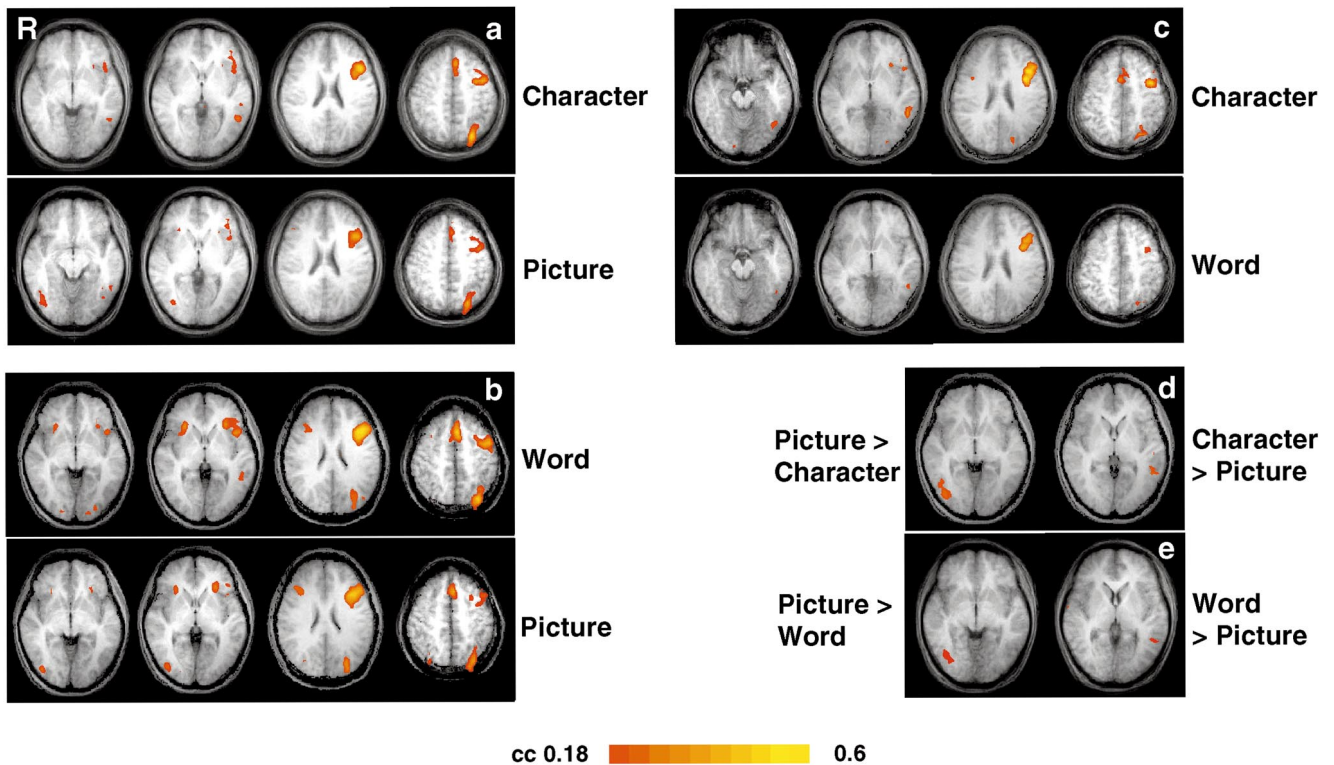 R
a
Character
Picture
b
Word
Picture
c
Character
Word
d
Picture >
Character
Character
> Picture
e
Picture >
Word
Word
> Picture
cc 0.18
0.6